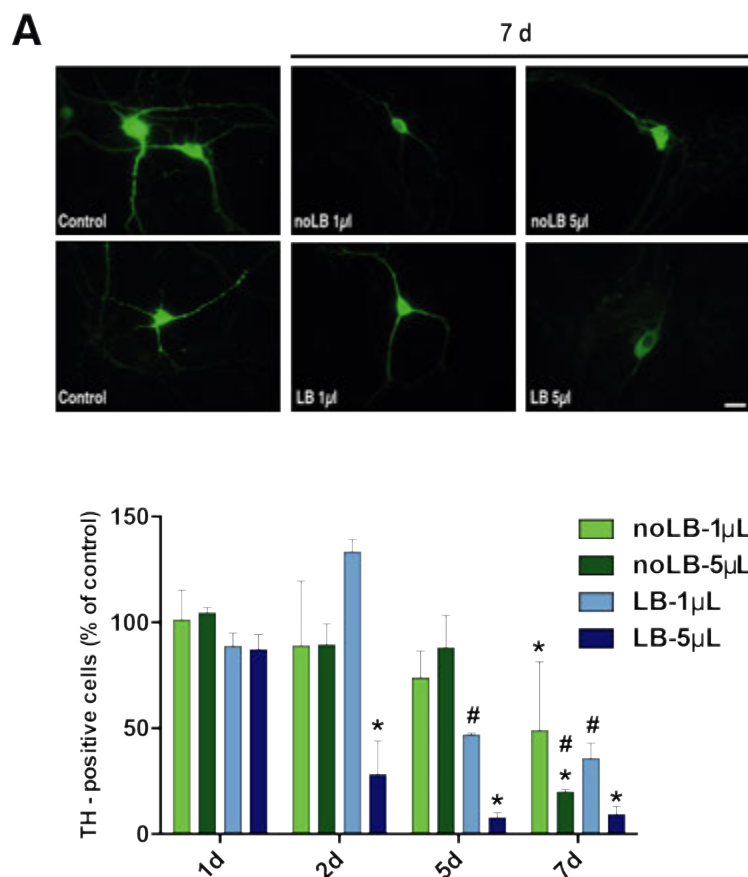 A
7 d
Control
noLB 1µl
noLB 5µl
Control
LB 1µl
LB 5µl
TH - positive cells (% of control)
150
100
50
0
noLB-1µL
noLB-5µL
LB-1µL
LB-5µL
*
#
*
*
#
*
#
*
1d
2d
5d
7d